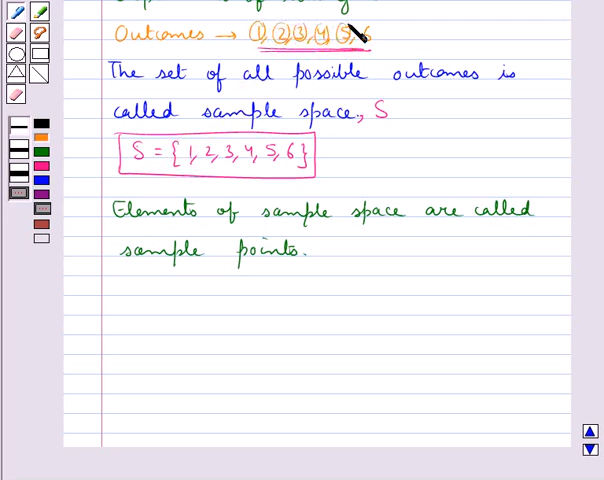 Outcomes → 1, 2, 3, 4, 5, 6
The set of all possible outcomes is
called sample space, S
S = { 1, 2, 3, 4, 5, 6 }
Elements of sample space are called
sample points.